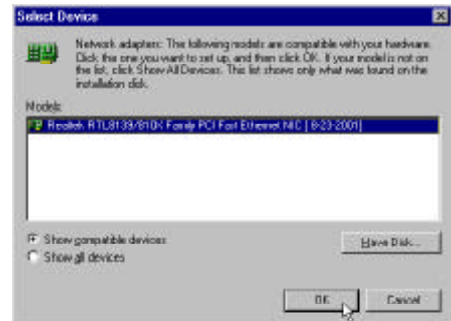 Select Device
Network adapters: The following models are compatible with your hardware.
Click the one you want to set up, and then click OK. If your model is not on
the list, click Show All Devices. This list shows only what was found on the
installation disk.
Models:
Realtek RTL8139/810X Family PCI Fast Ethernet NIC [ 8-23-2001]
Show compatible devices
Show all devices
Have Disk...
OK
Cancel